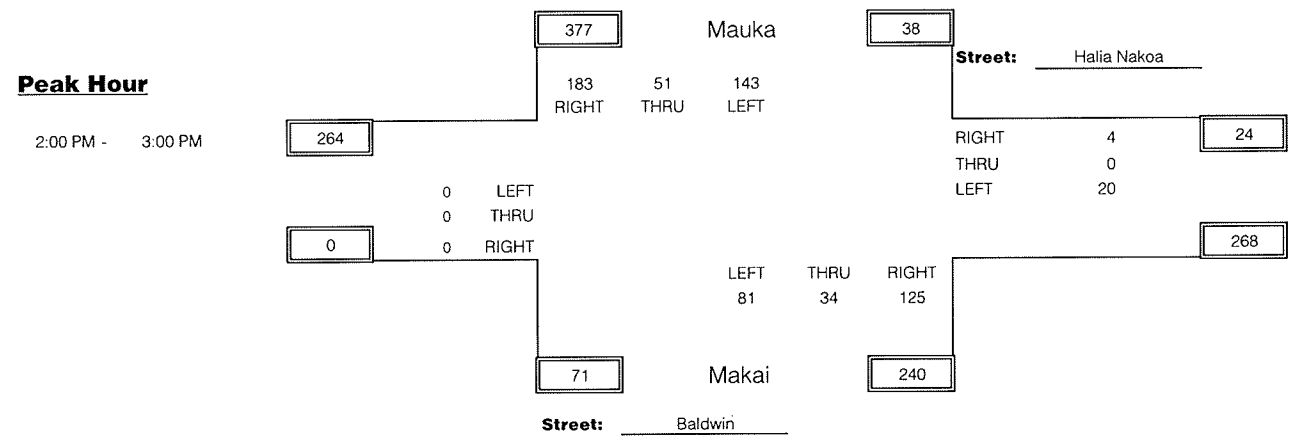 377 Mauka 38
Street: Halia Nakoa
Peak Hour
183 51 143
RIGHT THRU LEFT
2:00 PM - 3:00 PM 264
RIGHT 4 24
THRU 0
LEFT 20
0 LEFT
0 THRU
0 0 RIGHT
268
LEFT THRU RIGHT
81 34 125
71 Makai 240
Street: Baldwin